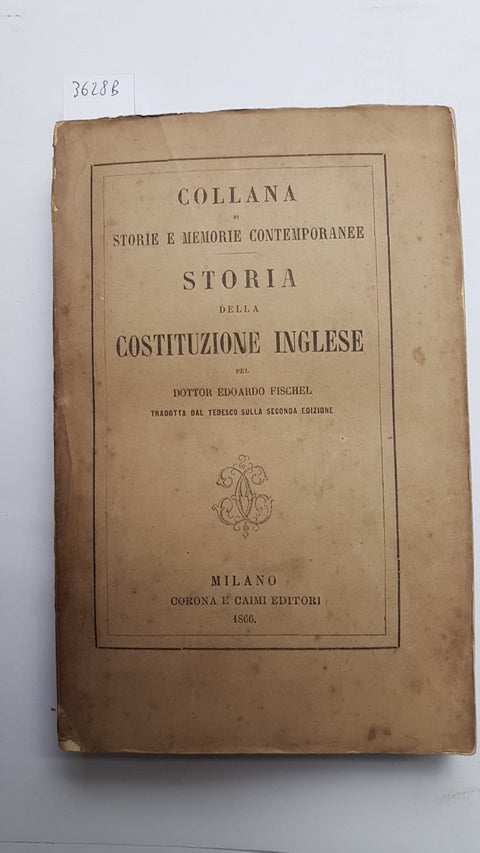 3628B
COLLANA
DI
STORIE E MEMORIE CONTEMPORANEE
STORIA
DELLA
COSTITUZIONE INGLESE
PEL
DOTTOR EDOARDO FISCHEL
TRADOTTA DAL TEDESCO SULLA SECONDA EDIZIONE
MILANO
CORONA E CAIMI EDITORI
1866.